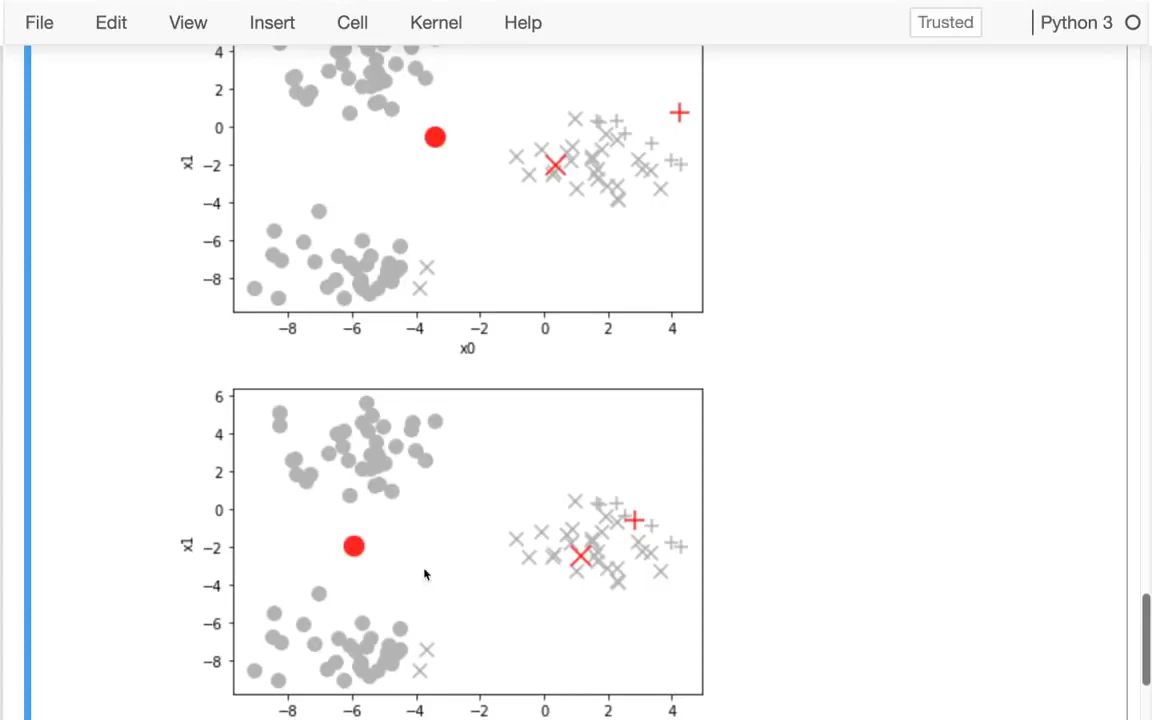 File Edit View Insert Cell Kernel Help Trusted Python 3
4
2
0
−2
−4
−6
−8
x1
−8 −6 −4 −2 0 2 4
x0
6
4
2
0
−2
−4
−6
−8
x1
−8 −6 −4 −2 0 2 4